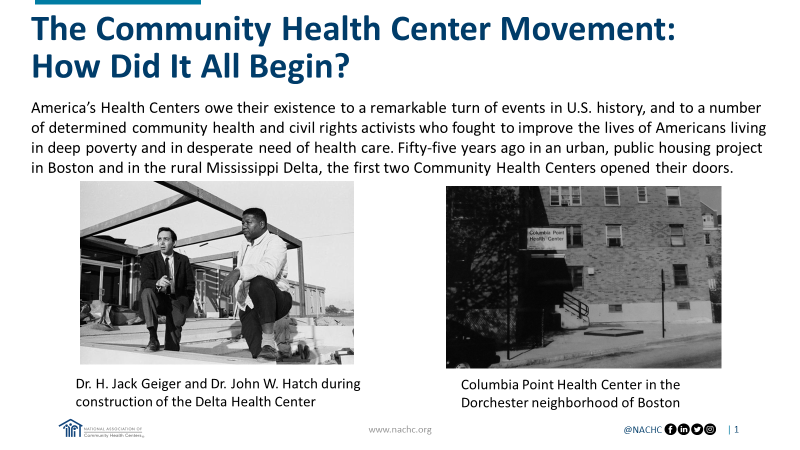 The Community Health Center Movement:
How Did It All Begin?
America's Health Centers owe their existence to a remarkable turn of events in U.S. history, and to a number
of determined community health and civil rights activists who fought to improve the lives of Americans living
in deep poverty and in desperate need of health care. Fifty-five years ago in an urban, public housing project
in Boston and in the rural Mississippi Delta, the first two Community Health Centers opened their doors.
Columbia Point
Health Center
Dr. H. Jack Geiger and Dr. John W. Hatch during
construction of the Delta Health Center
Columbia Point Health Center in the
Dorchester neighborhood of Boston
NATIONAL ASSOCIATION OF
Community Health Centers
www.nachc.org
@NACHC
| 1